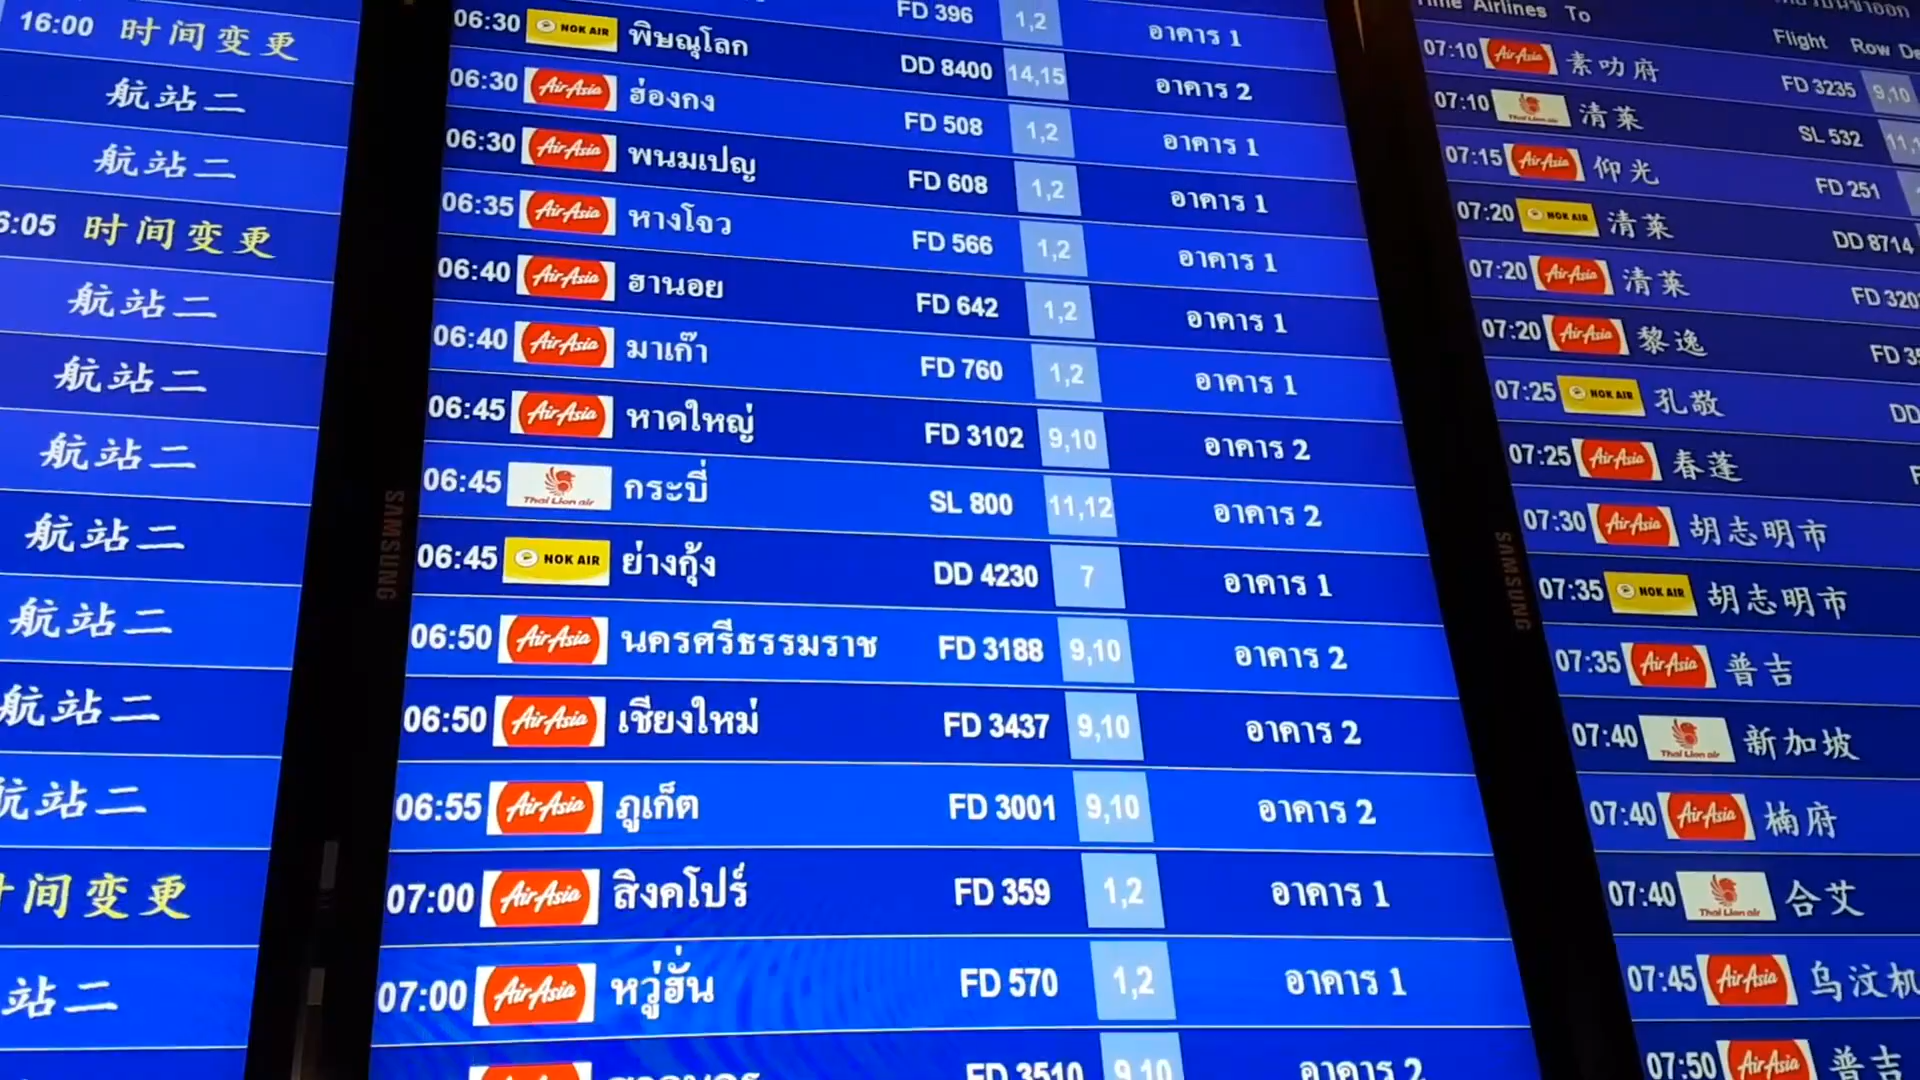 16:00 时间变更
航站二
航站二
6:05 时间变更
航站二
航站二
航站二
航站二
航站二
航站二
航站二
时间变更
站二
SAMSUNG
FD 396 1,2 อาคาร 1
06:30 NOK AIR พิษณุโลก DD 8400 14,15 อาคาร 2
06:30 AirAsia ฮ่องกง FD 508 1,2 อาคาร 1
06:30 AirAsia พนมเปญ FD 608 1,2 อาคาร 1
06:35 AirAsia หางโจว FD 566 1,2 อาคาร 1
06:40 AirAsia ฮานอย FD 642 1,2 อาคาร 1
06:40 AirAsia มาเก๊า FD 760 1,2 อาคาร 1
06:45 AirAsia หาดใหญ่ FD 3102 9,10 อาคาร 2
06:45 Thai Lion air กระบี่ SL 800 11,12 อาคาร 2
06:45 NOK AIR ย่างกุ้ง DD 4230 7 อาคาร 1
06:50 AirAsia นครศรีธรรมราช FD 3188 9,10 อาคาร 2
06:50 AirAsia เชียงใหม่ FD 3437 9,10 อาคาร 2
06:55 AirAsia ภูเก็ต FD 3001 9,10 อาคาร 2
07:00 AirAsia สิงคโปร์ FD 359 1,2 อาคาร 1
07:00 AirAsia หวู่ฮั่น FD 570 1,2 อาคาร 1
FD 3510 9,10 อาคาร 2
SAMSUNG
Time Airlines To Flight Row
07:10 AirAsia 素叻府 FD 3235 9,10
07:10 Thai Lion air 清莱 SL 532
07:15 AirAsia 仰光 FD 251
07:20 NOK AIR 清莱 DD 8714
07:20 AirAsia 清莱 FD 320
07:20 AirAsia 黎逸 FD
07:25 NOK AIR 孔敬 DD
07:25 AirAsia 春蓬
07:30 AirAsia 胡志明市
07:35 NOK AIR 胡志明市
07:35 AirAsia 普吉
07:40 Thai Lion air 新加坡
07:40 AirAsia 楠府
07:40 Thai Lion air 合艾
07:45 AirAsia 乌汶机
07:50 AirAsia 普吉